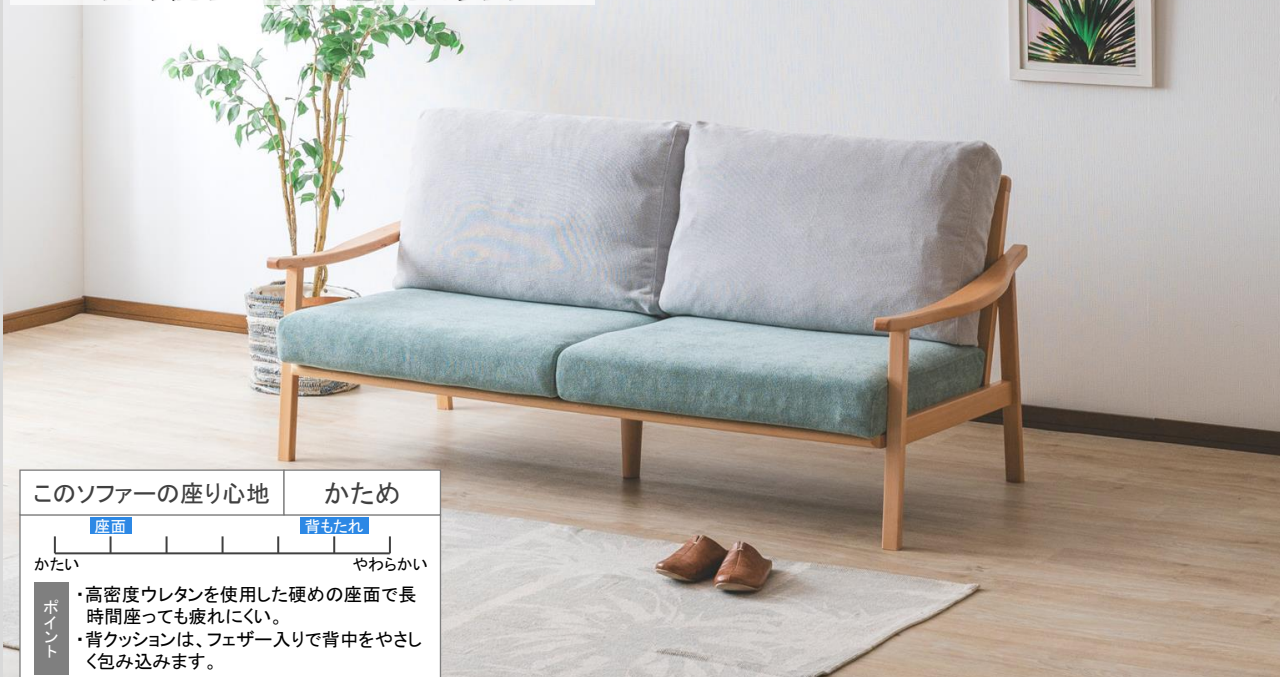 このソファーの座り心地 かため
座面 背もたれ
かたい やわらかい
ポイント
・高密度ウレタンを使用した硬めの座面で長
時間座っても疲れにくい。
・背クッションは、フェザー入りで背中をやさし
く包み込みます。